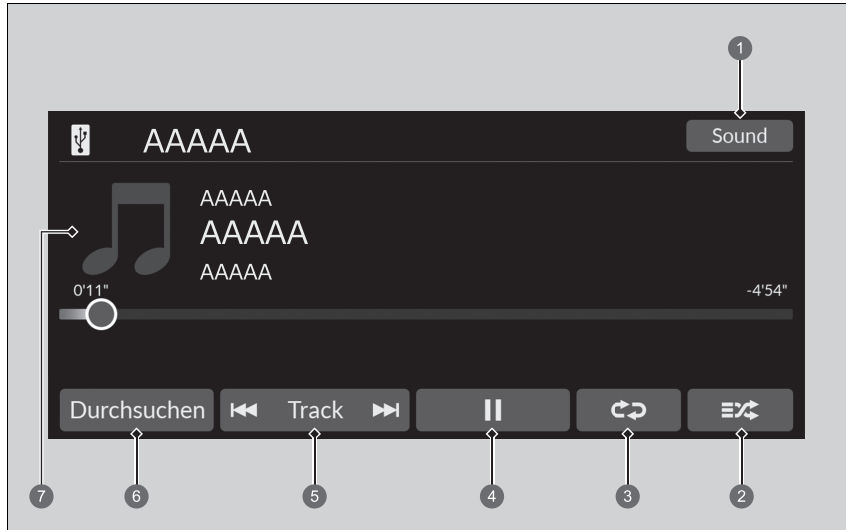 1
AAAAA
Sound
AAAAA
AAAAA
AAAAA
7
0'11"
-4'54"
Durchsuchen
Track
6
5
4
3
2